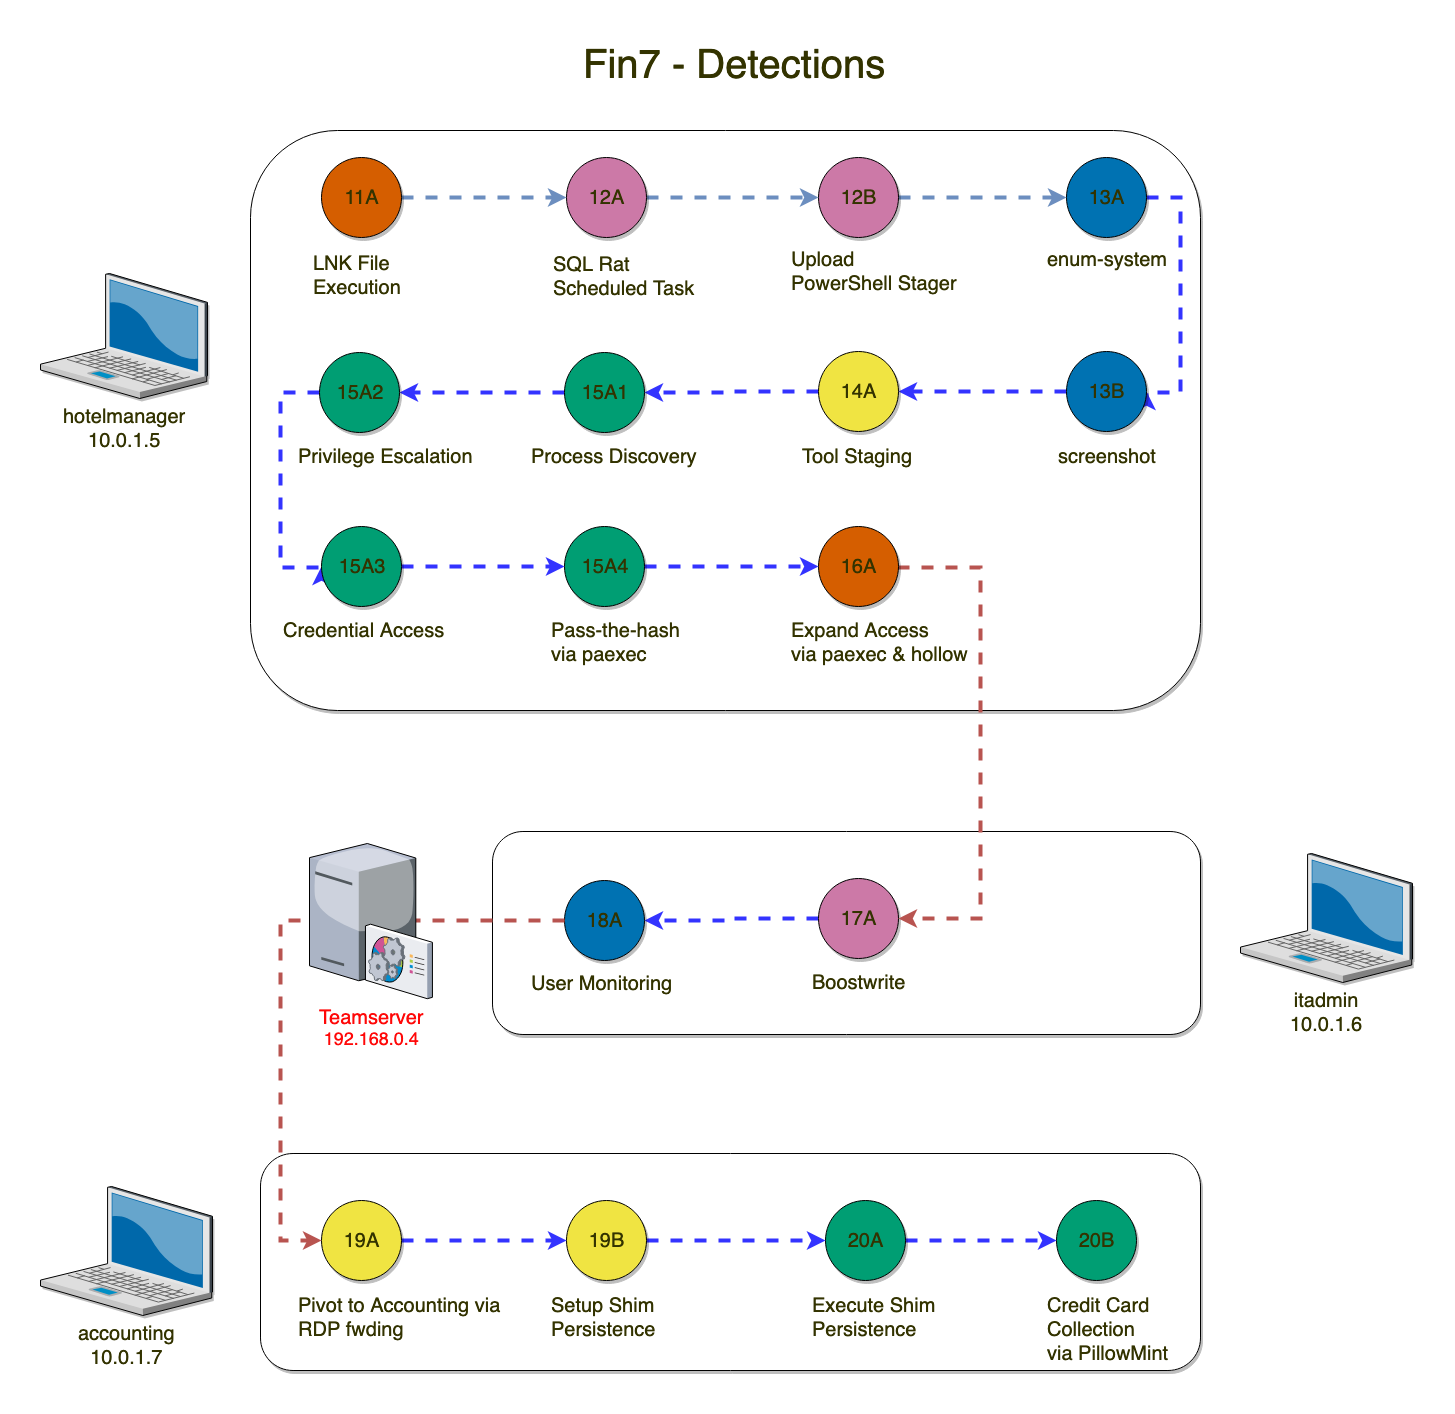 Fin7 - Detections
11A
12A
12B
13A
LNK File
Execution
SQL Rat
Scheduled Task
Upload
PowerShell Stager
enum-system
hotelmanager
10.0.1.5
15A2
15A1
14A
13B
Privilege Escalation
Process Discovery
Tool Staging
screenshot
15A3
15A4
16A
Credential Access
Pass-the-hash
via paexec
Expand Access
via paexec & hollow
18A
17A
User Monitoring
Boostwrite
Teamserver
192.168.0.4
itadmin
10.0.1.6
19A
19B
20A
20B
Pivot to Accounting via
RDP fwding
Setup Shim
Persistence
Execute Shim
Persistence
Credit Card
Collection
via PillowMint
accounting
10.0.1.7